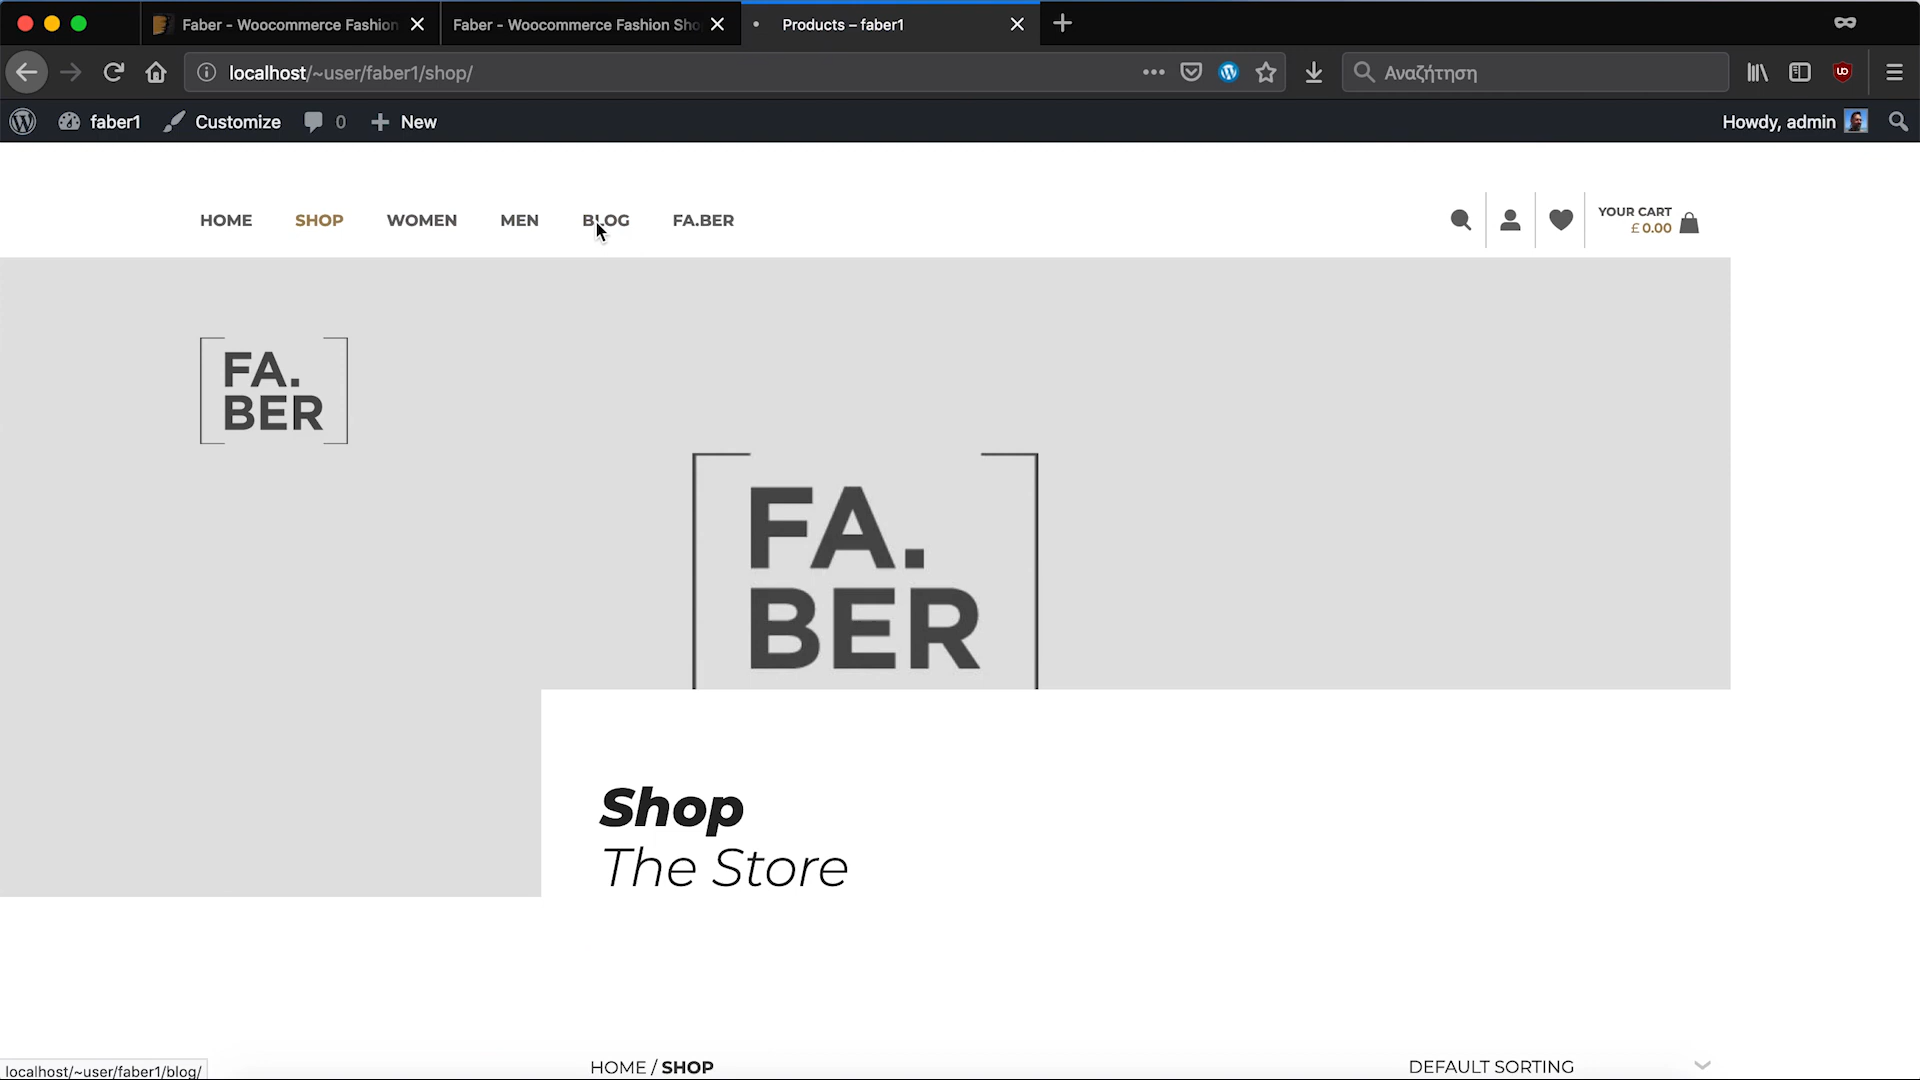 Faber - Woocommerce Fashion
Faber - Woocommerce Fashion Sho
Products – faber1
localhost/~user/faber1/shop/
Αναζήτηση
faber1
Customize
0
New
Howdy, admin
HOME
SHOP
WOMEN
MEN
BLOG
FA.BER
YOUR CART
£ 0.00
FA.
BER
FA.
BER
Shop
The Store
HOME / SHOP
DEFAULT SORTING
localhost/~user/faber1/blog/